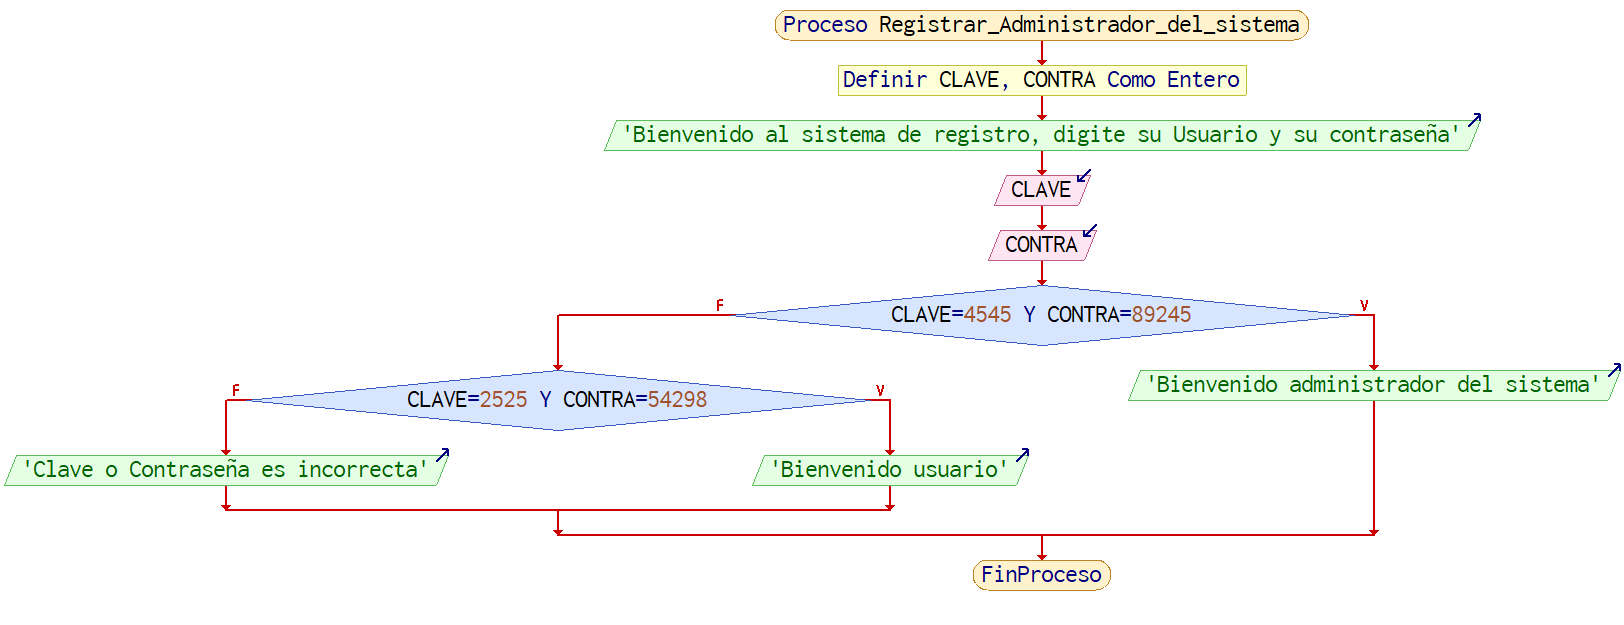 Proceso Registrar_Administrador_del_sistema
Definir CLAVE, CONTRA Como Entero
'Bienvenido al sistema de registro, digite su Usuario y su contraseña'
CLAVE
CONTRA
F
CLAVE=4545 Y CONTRA=89245
V
F
CLAVE=2525 Y CONTRA=54298
V
'Bienvenido administrador del sistema'
'Clave o Contraseña es incorrecta'
'Bienvenido usuario'
FinProceso